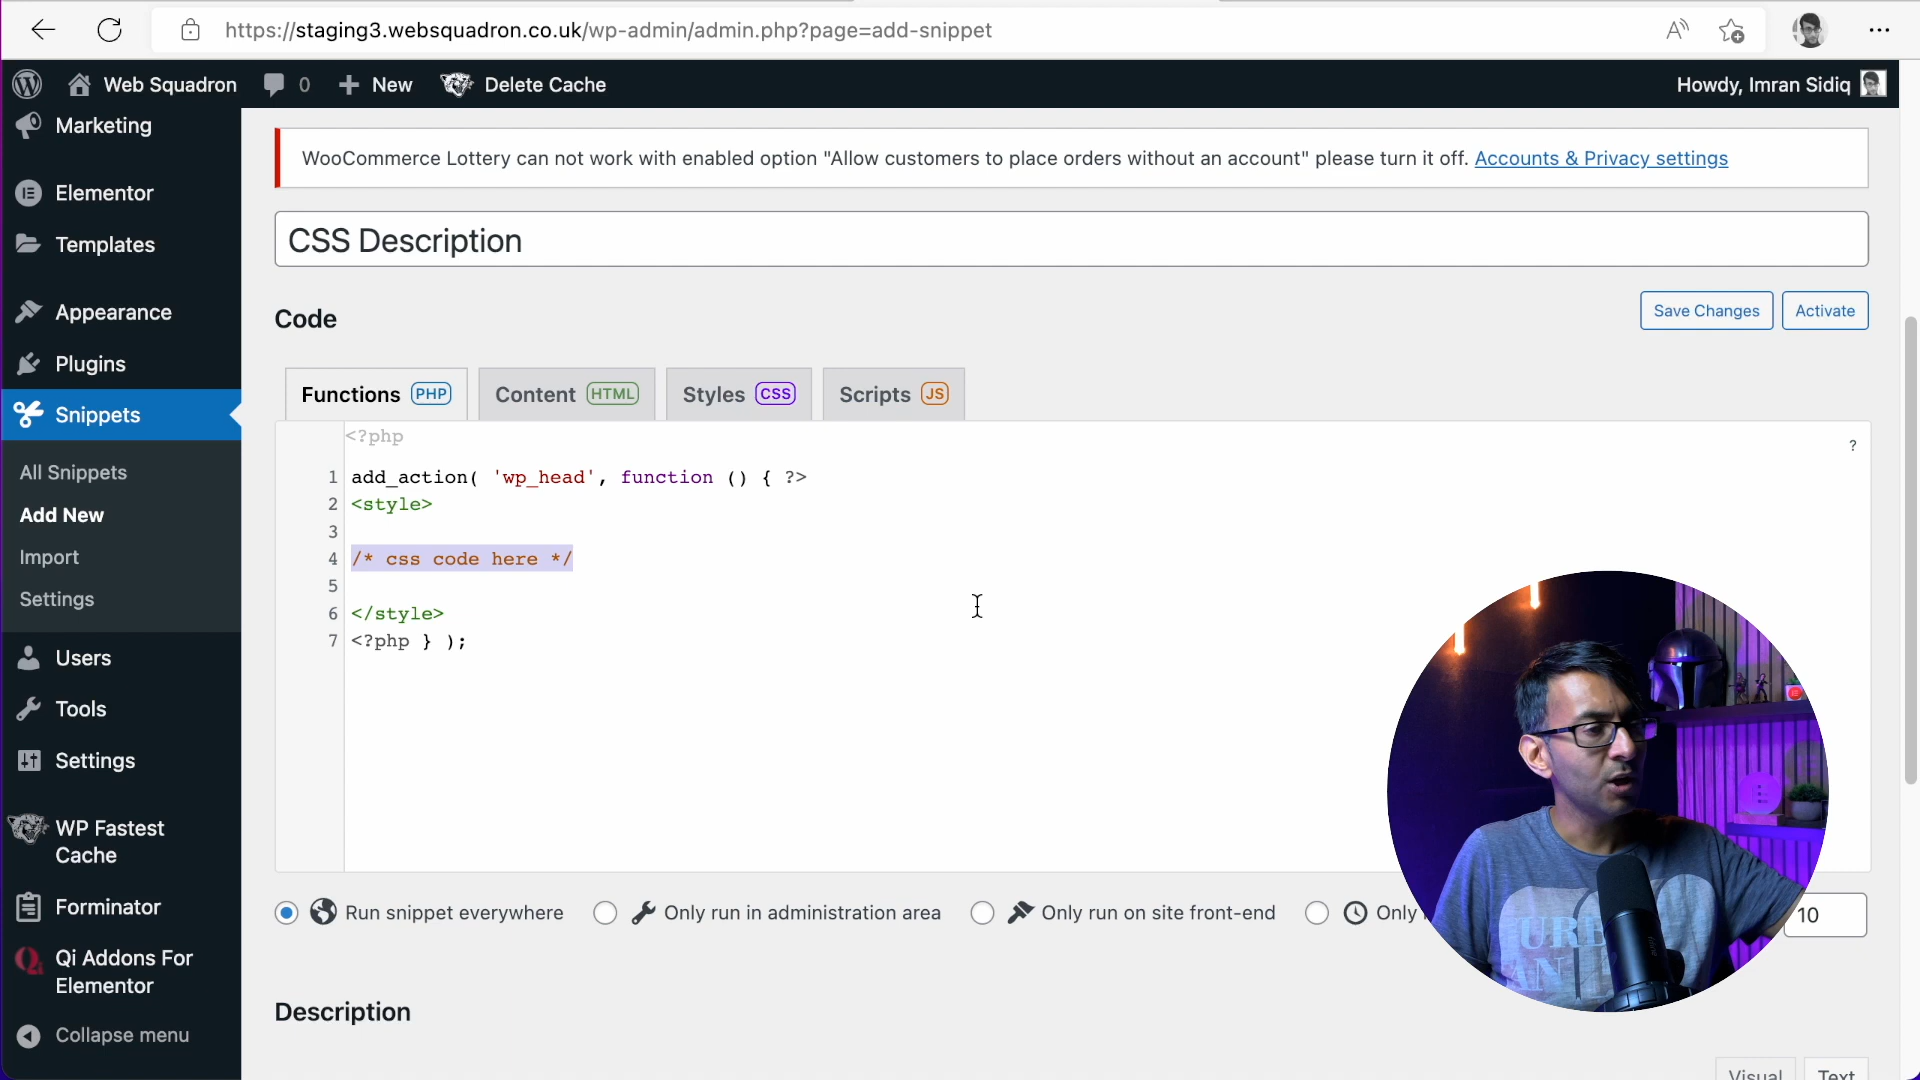 https://staging3.websquadron.co.uk/wp-admin/admin.php?page=add-snippet
Web Squadron
0
New
Delete Cache
Howdy, Imran Sidiq
Marketing
Elementor
Templates
Appearance
Plugins
Snippets
All Snippets
Add New
Import
Settings
Users
Tools
Settings
WP Fastest
Cache
Forminator
Qi Addons For
Elementor
Collapse menu
WooCommerce Lottery can not work with enabled option "Allow customers to place orders without an account" please turn it off. Accounts & Privacy settings
CSS Description
Code
Save Changes
Activate
Functions PHP
Content HTML
Styles CSS
Scripts JS
<?php
?
1 add_action( 'wp_head', function () { ?>
2 <style>
3
4 /* css code here */
5
6 </style>
7 <?php } );
Run snippet everywhere
Only run in administration area
Only run on site front-end
Only
10
Description
Visual
Text